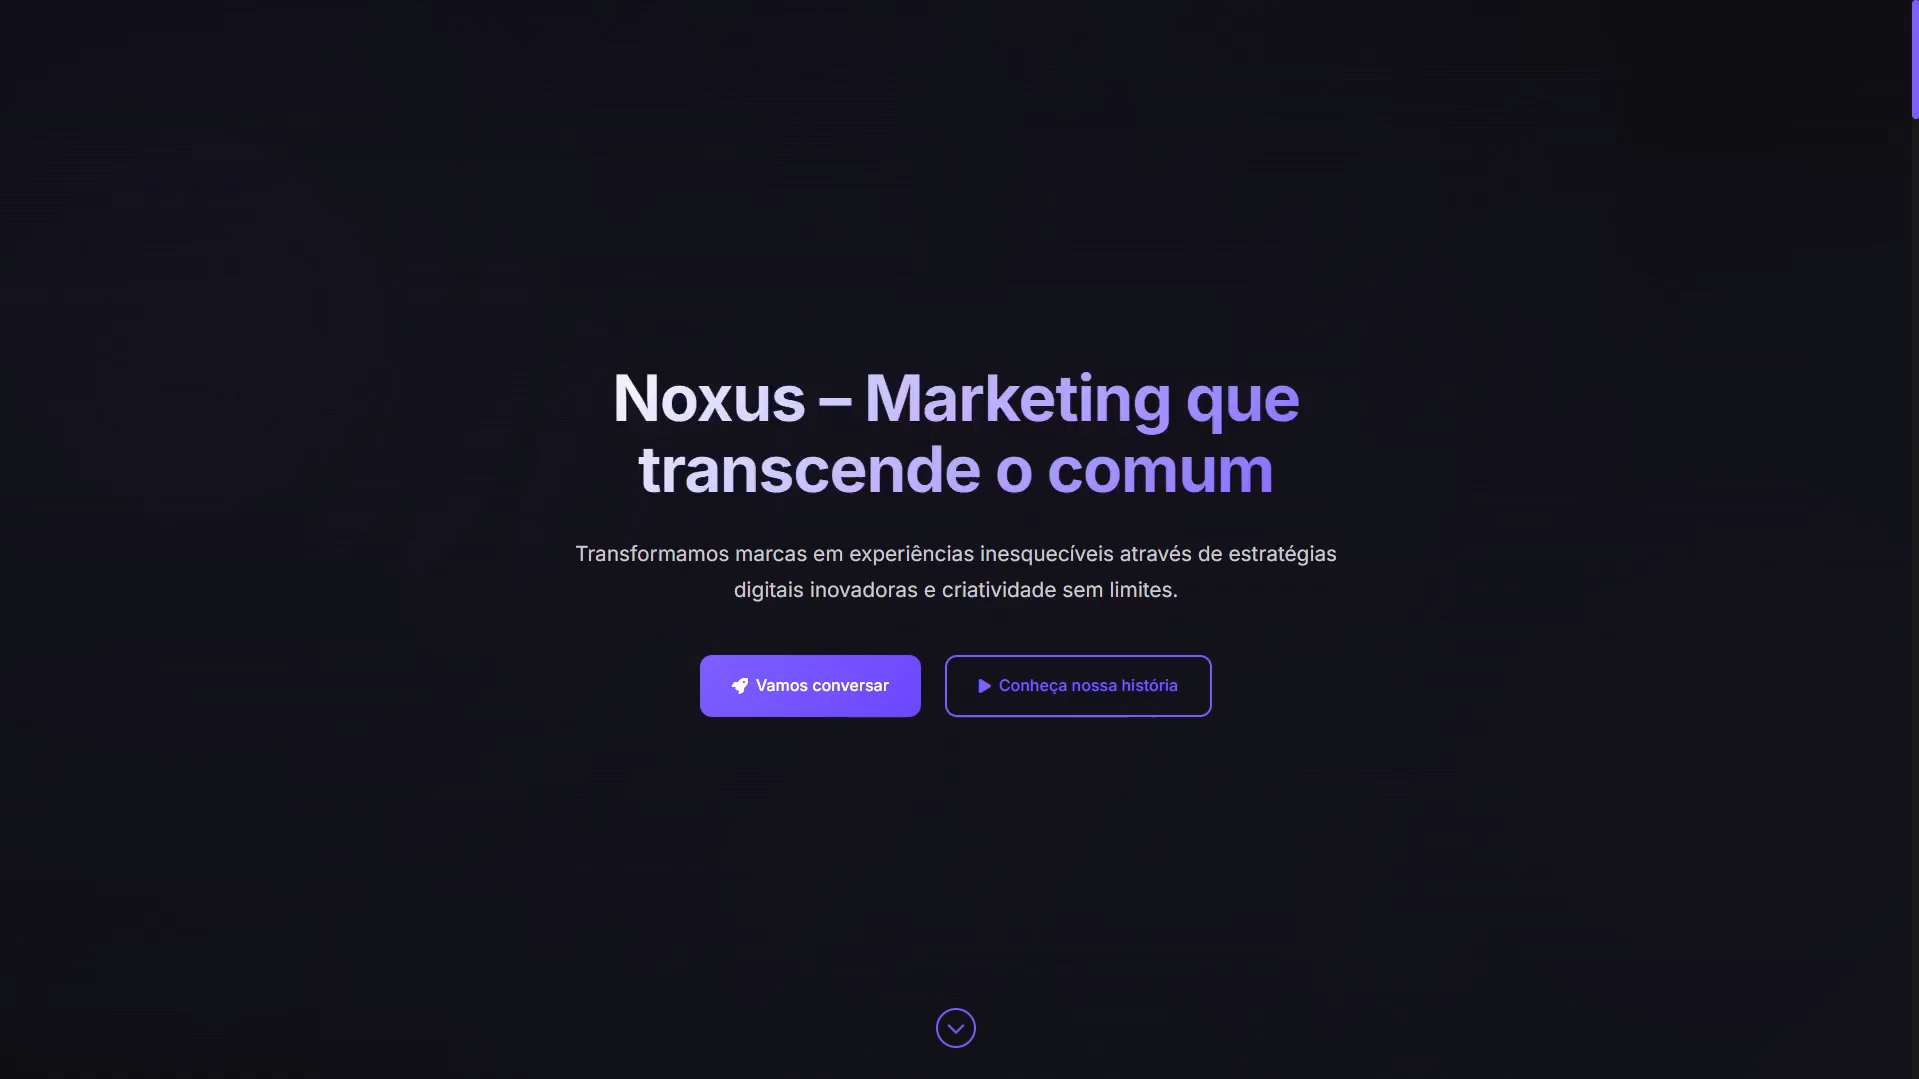 Noxus – Marketing que
transcende o comum
Transformamos marcas em experiências inesquecíveis através de estratégias
digitais inovadoras e criatividade sem limites.
Vamos conversar
Conheça nossa história